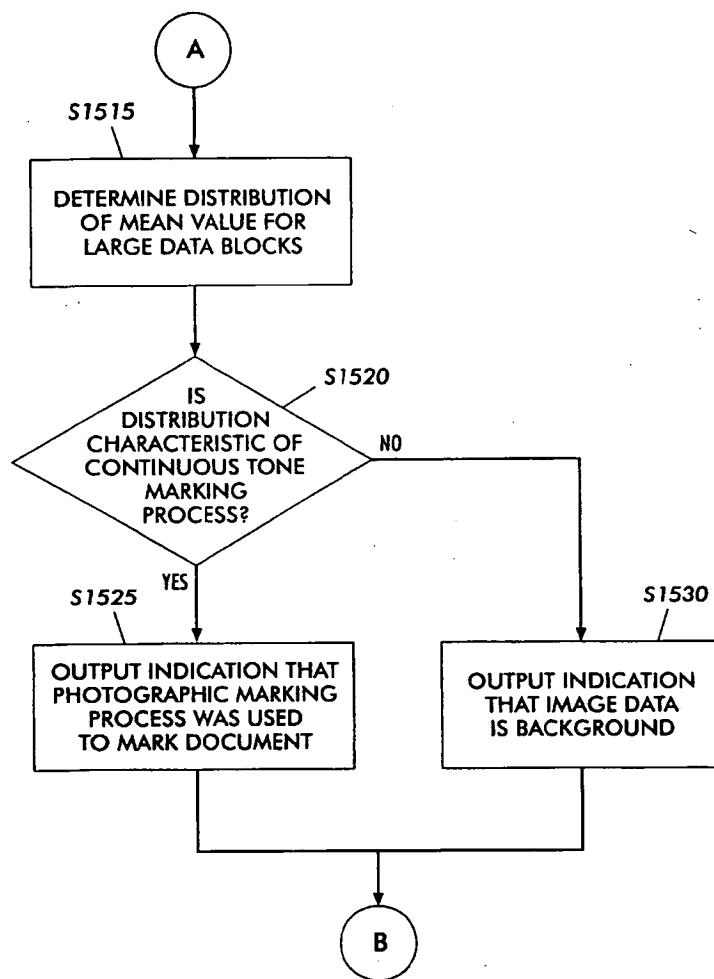 A
S1515
DETERMINE DISTRIBUTION
OF MEAN VALUE FOR
LARGE DATA BLOCKS
S1520
IS
DISTRIBUTION
CHARACTERISTIC OF
CONTINUOUS TONE
MARKING
PROCESS?
NO
YES
S1525
OUTPUT INDICATION THAT
PHOTOGRAPHIC MARKING
PROCESS WAS USED
TO MARK DOCUMENT
S1530
OUTPUT INDICATION
THAT IMAGE DATA
IS BACKGROUND
B